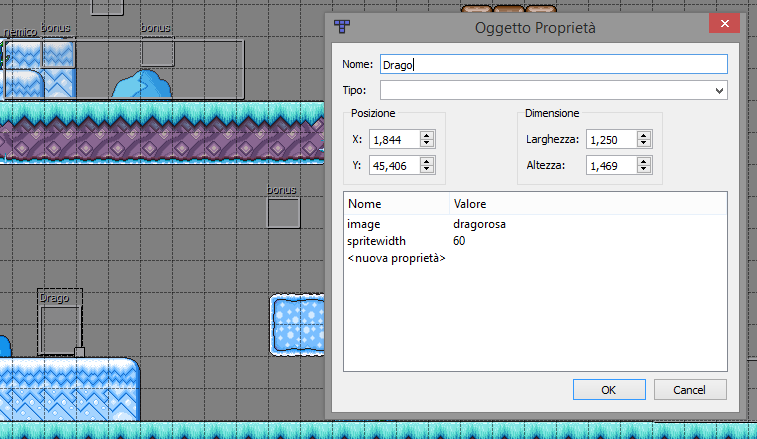 nemico
bonus
bonus
bonus
Drago
Oggetto Proprietà
Nome: Drago
Tipo:
Posizione
Dimensione
X: 1,844
Larghezza: 1,250
Y: 45,406
Altezza: 1,469
Nome Valore
image dragorosa
spritewidth 60
<nuova proprietà>
OK Cancel